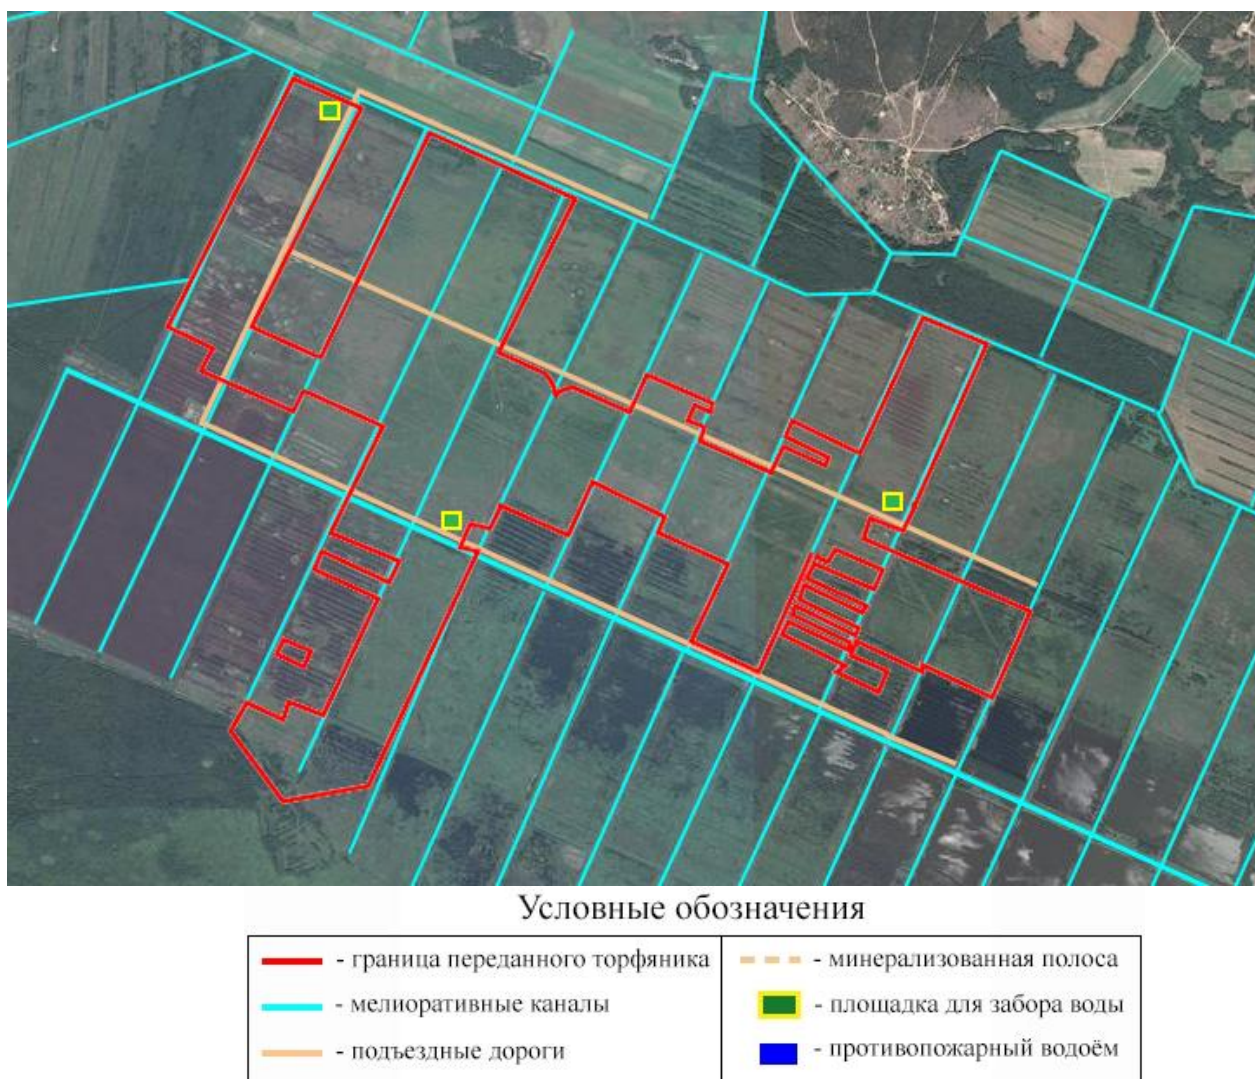 Условные обозначения
- граница переданного торфяника
- мелиоративные каналы
- подъездные дороги
- минерализованная полоса
- площадка для забора воды
- противопожарный водоём